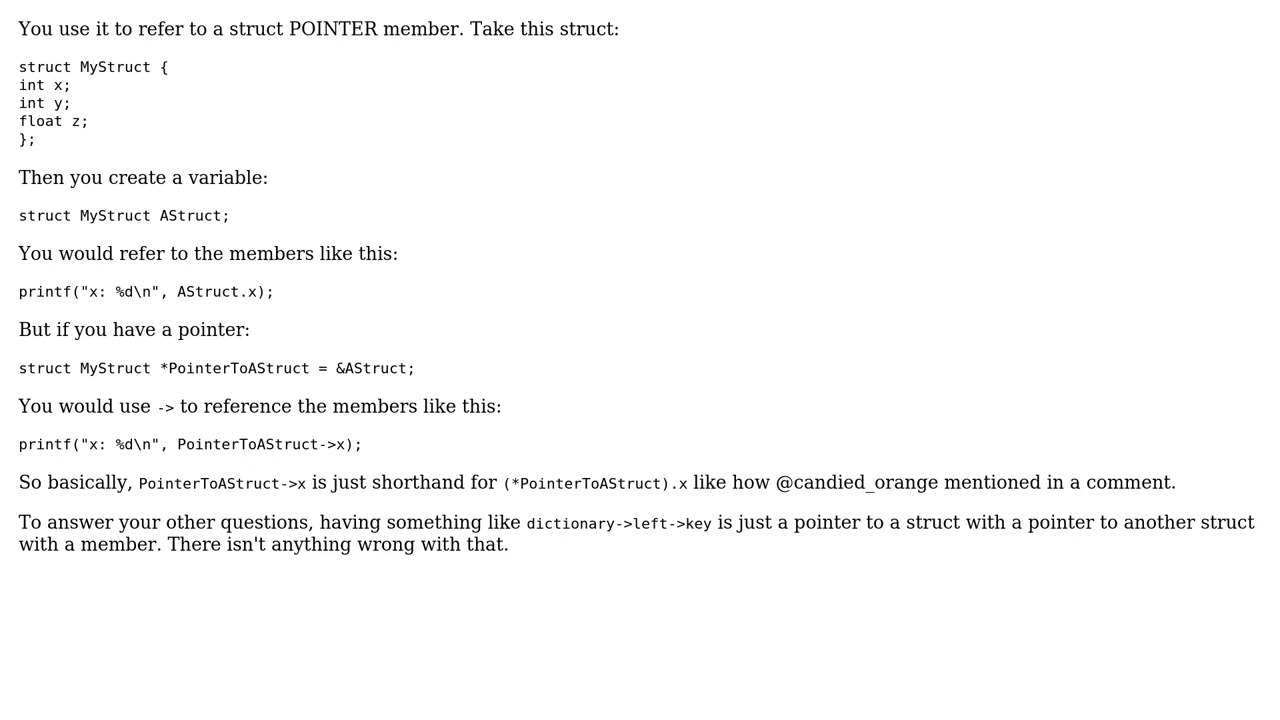 You use it to refer to a struct POINTER member. Take this struct:
struct MyStruct {
int x;
int y;
float z;
};
Then you create a variable:
struct MyStruct AStruct;
You would refer to the members like this:
printf("x: %d\n", AStruct.x);
But if you have a pointer:
struct MyStruct *PointerToAStruct = &AStruct;
You would use -> to reference the members like this:
printf("x: %d\n", PointerToAStruct->x);
So basically, PointerToAStruct->x is just shorthand for (*PointerToAStruct).x like how @candied_orange mentioned in a comment.
To answer your other questions, having something like dictionary->left->key is just a pointer to a struct with a pointer to another struct
with a member. There isn't anything wrong with that.